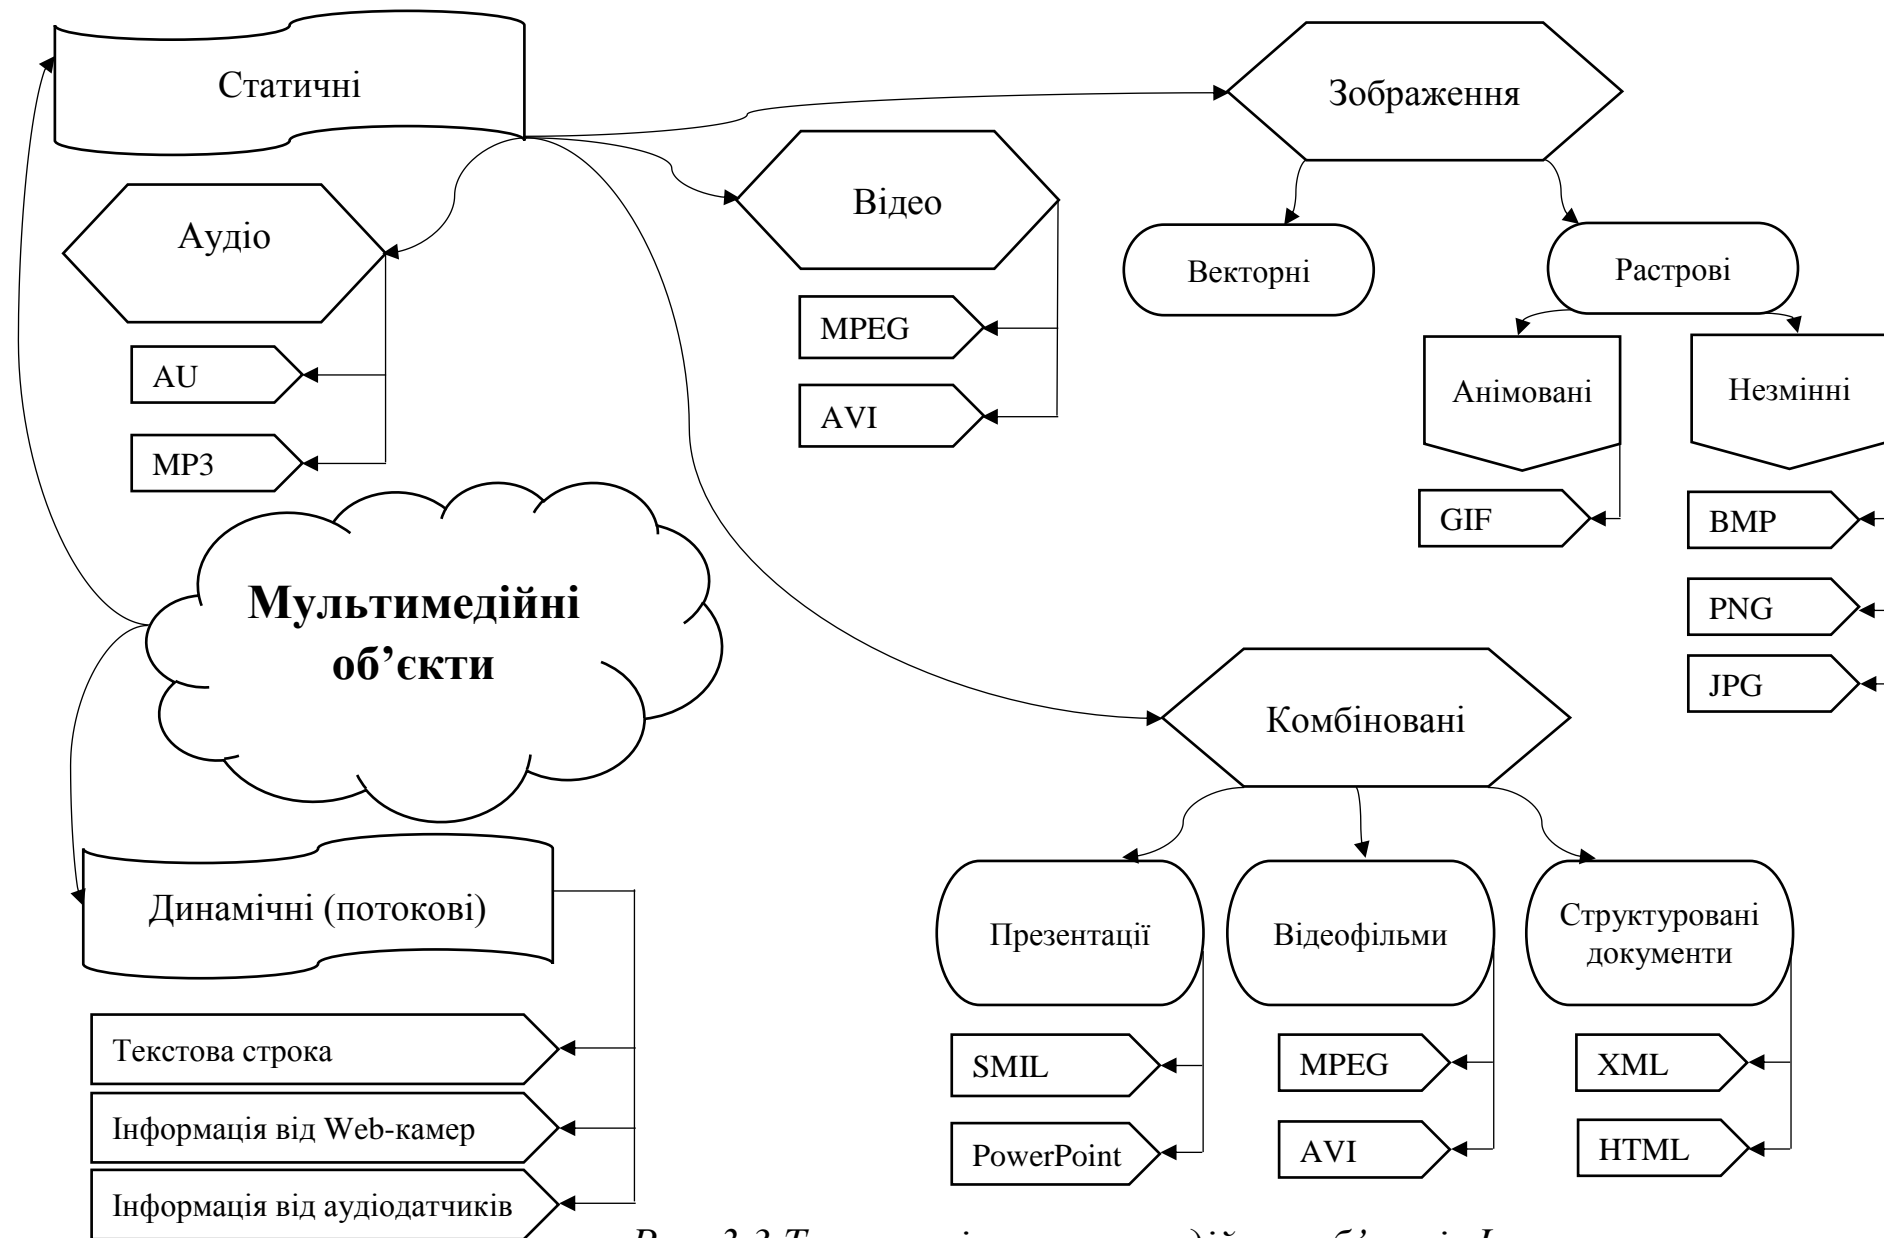 Статичні
Зображення
Відео
Аудіо
Векторні
Растрові
MPEG
AVI
AU
MP3
Анімовані
Незмінні
GIF
BMP
PNG
JPG
Мультимедійні
об’єкти
Комбіновані
Динамічні (потокові)
Презентації
Відеофільми
Структуровані
документи
SMIL
PowerPoint
MPEG
AVI
XML
HTML
Текстова строка
Інформація від Web-камер
Інформація від аудіодатчиків